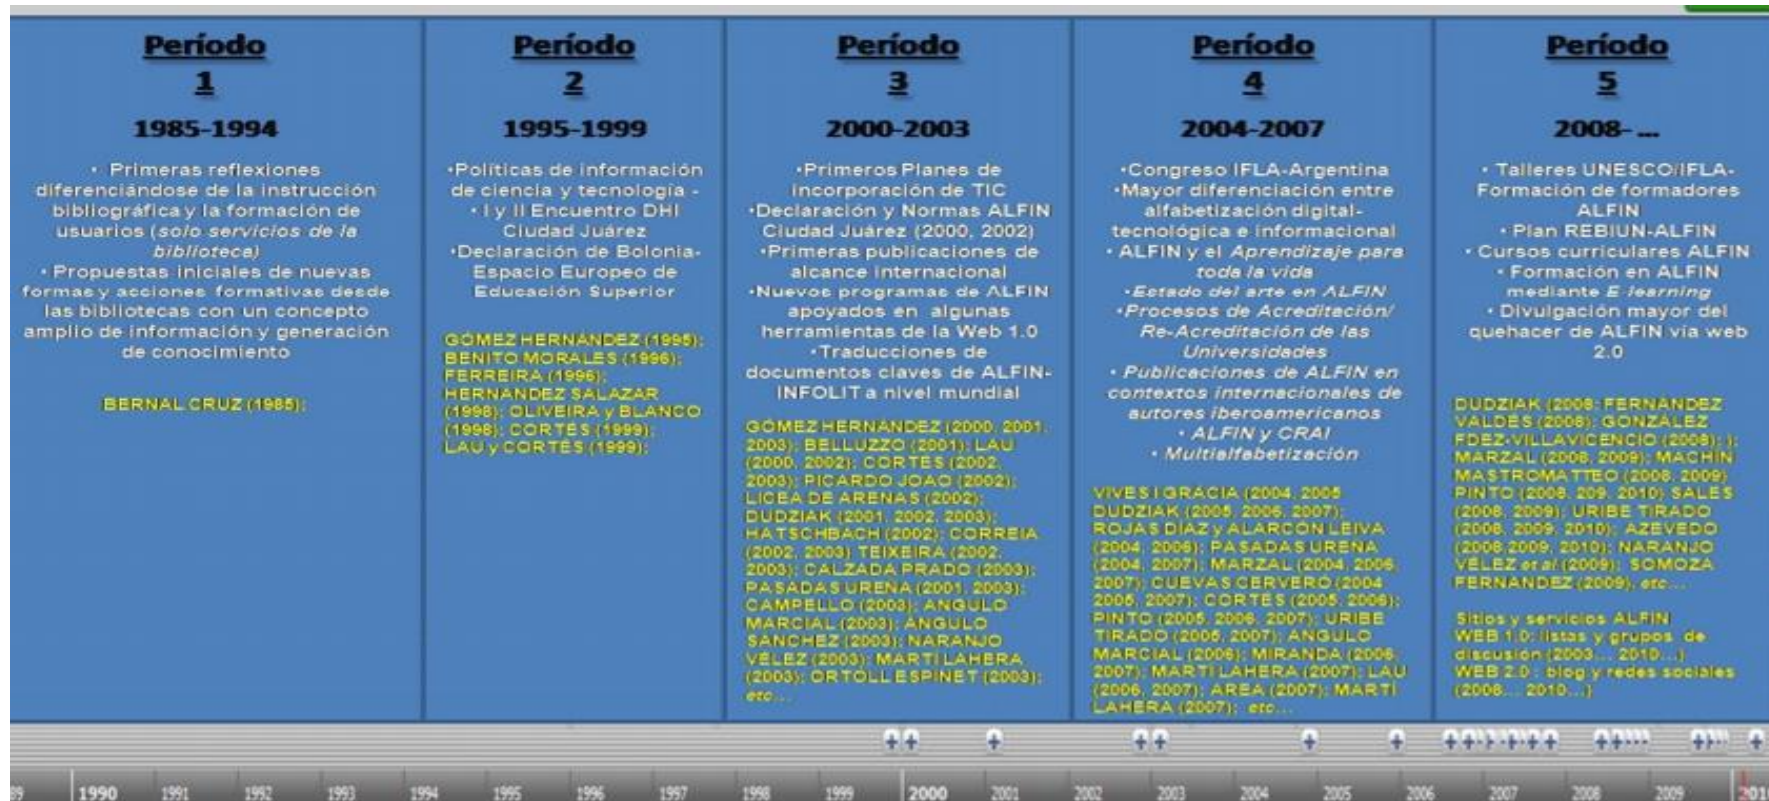 Período
1
1985-1994
• Primeras reflexiones
diferenciándose de la instrucción
bibliográfica y la formación de
usuarios (solo servicios de la
biblioteca)
• Propuestas iniciales de nuevas
formas y acciones formativas desde
las bibliotecas con un concepto
amplio de información y generación
de conocimiento
BERNAL CRUZ (1985);
Período
2
1995-1999
•Políticas de información
de ciencia y tecnología -
• I y II Encuentro DHI
Ciudad Juárez
•Declaración de Bolonia-
Espacio Europeo de
Educación Superior
GÓMEZ HERNÁNDEZ (1995);
BENITO MORALES (1996);
FERREIRA (1996);
HERNÁNDEZ SALAZAR
(1998); OLIVEIRA y BLANCO
(1998); CORTÉS (1999);
LAU y CORTÉS (1999);
Período
3
2000-2003
•Primeros Planes de
incorporación de TIC
•Declaración y Normas ALFIN
Ciudad Juárez (2000, 2002)
•Primeras publicaciones de
alcance internacional
•Nuevos programas de ALFIN
apoyados en algunas
herramientas de la Web 1.0
•Traducciones de
documentos claves de ALFIN-
INFOLIT a nivel mundial
GÓMEZ HERNÁNDEZ (2000, 2001,
2003); BELLUZZO (2001); LAU
(2000, 2002); CORTÉS (2002,
2003); PICARDO JOAO (2002);
LICEA DE ARENAS (2002);
DUDZIAK (2001, 2002, 2003);
HATSCHBACH (2002); CORREIA
(2002, 2003) TEIXEIRA (2002,
2003); CALZADA PRADO (2003);
PASADAS UREÑA (2001, 2003);
CAMPELLO (2003); ANGULO
MARCIAL (2003); ANGULO
SÁNCHEZ (2003); NARANJO
VÉLEZ (2003); MARTÍ LAHERA
(2003); ORTOLL ESPINET (2003);
etc...
Período
4
2004-2007
•Congreso IFLA-Argentina
•Mayor diferenciación entre
alfabetización digital-
tecnológica e informacional
• ALFIN y el Aprendizaje para
toda la vida
•Estado del arte en ALFIN
•Procesos de Acreditación/
Re-Acreditación de las
Universidades
• Publicaciones de ALFIN en
contextos internacionales de
autores iberoamericanos
• ALFIN y CRAI
• Multialfabetización
VIVES I GRÀCIA (2004, 2005
DUDZIAK (2005, 2006, 2007);
ROJAS DÍAZ y ALARCÓN LEIVA
(2004, 2006); PASADAS UREÑA
(2004, 2007); MARZAL (2004, 2006
2007); CUEVAS CERVERÓ (2004
2005, 2007); CORTÉS (2005, 2006);
PINTO (2005, 2006, 2007); URIBE
TIRADO (2006, 2007); ANGULO
MARCIAL (2006); MIRANDA (2006,
2007); MARTÍ LAHERA (2007); LAU
(2006, 2007); AREA (2007); MARTÍ
LAHERA (2007); etc...
Período
5
2008- ...
• Talleres UNESCO/IFLA-
Formación de formadores
ALFIN
• Plan REBIUN-ALFIN
• Cursos curriculares ALFIN
• Formación en ALFIN
mediante E-learning
• Divulgación mayor del
quehacer de ALFIN vía web
2.0
DUDZIAK (2008; FERNÁNDEZ
VALDÉS (2008); GONZÁLEZ
FDEZ-VILLAVICENCIO (2008); );
MARZAL (2008, 2009); MACHIN
MASTROMATTEO (2008, 2009)
PINTO (2008, 209, 2010) SALES
(2008, 2009); URIBE TIRADO
(2008, 2009, 2010); AZEVEDO
(2008 2009, 2010); NARANJO
VÉLEZ et al (2009); SOMOZA
FERNÁNDEZ (2009), etc...
Sitios y servicios ALFIN
WEB 1.0: listas y grupos de
discusión (2003... 2010...)
WEB 2.0 : blog y redes sociales
(2008... 2010...)
89 1990 1991 1992 1993 1994 1995 1996 1997 1998 1999 2000 2001 2002 2003 2004 2005 2006 2007 2008 2009 2010